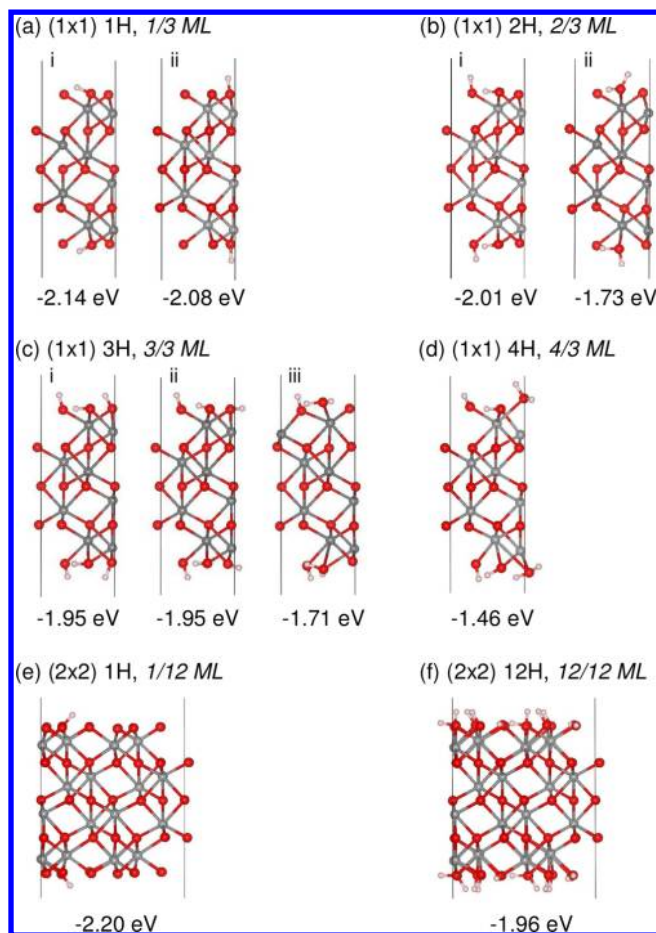 (a) (1x1) 1H, 1/3 ML
(b) (1x1) 2H, 2/3 ML
i ii
i ii
-2.14 eV -2.08 eV
-2.01 eV -1.73 eV
(c) (1x1) 3H, 3/3 ML
(d) (1x1) 4H, 4/3 ML
i ii iii
-1.95 eV -1.95 eV -1.71 eV
-1.46 eV
(e) (2x2) 1H, 1/12 ML
(f) (2x2) 12H, 12/12 ML
-2.20 eV
-1.96 eV